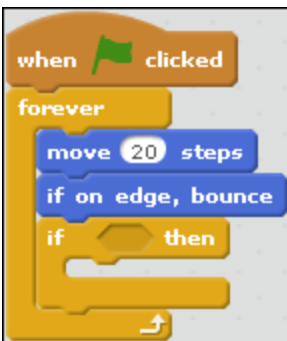 when clicked
forever
move 20 steps
if on edge, bounce
if then